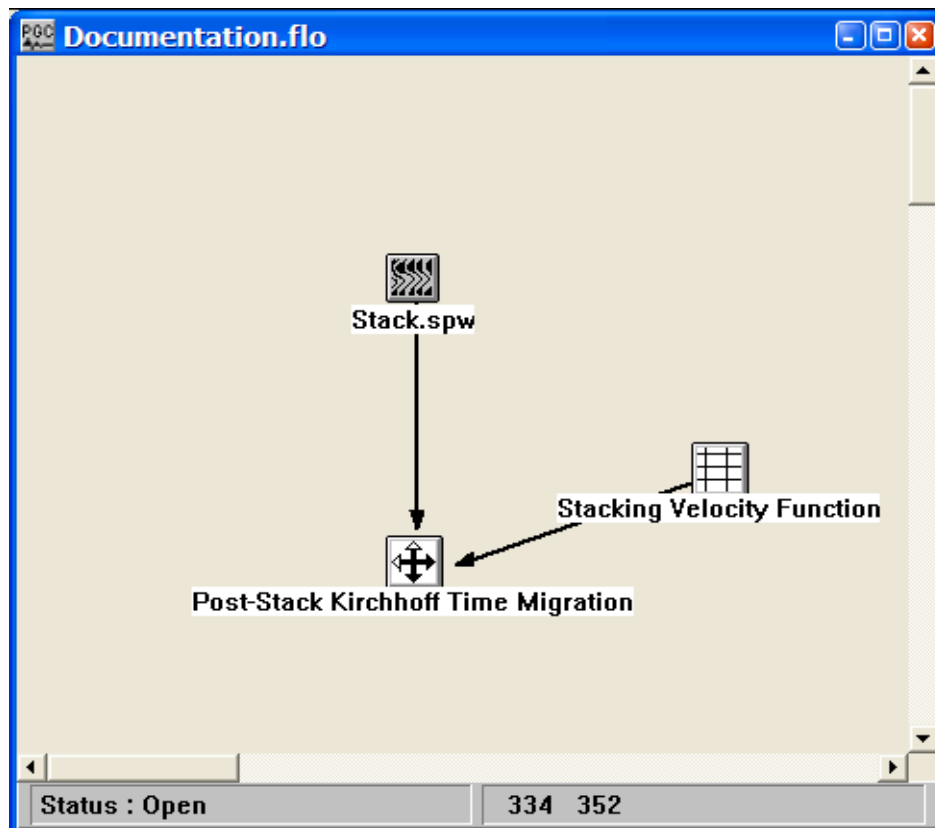 PGC Documentation.flo
Stack.spw
Stacking Velocity Function
Post-Stack Kirchhoff Time Migration
Status : Open 334 352